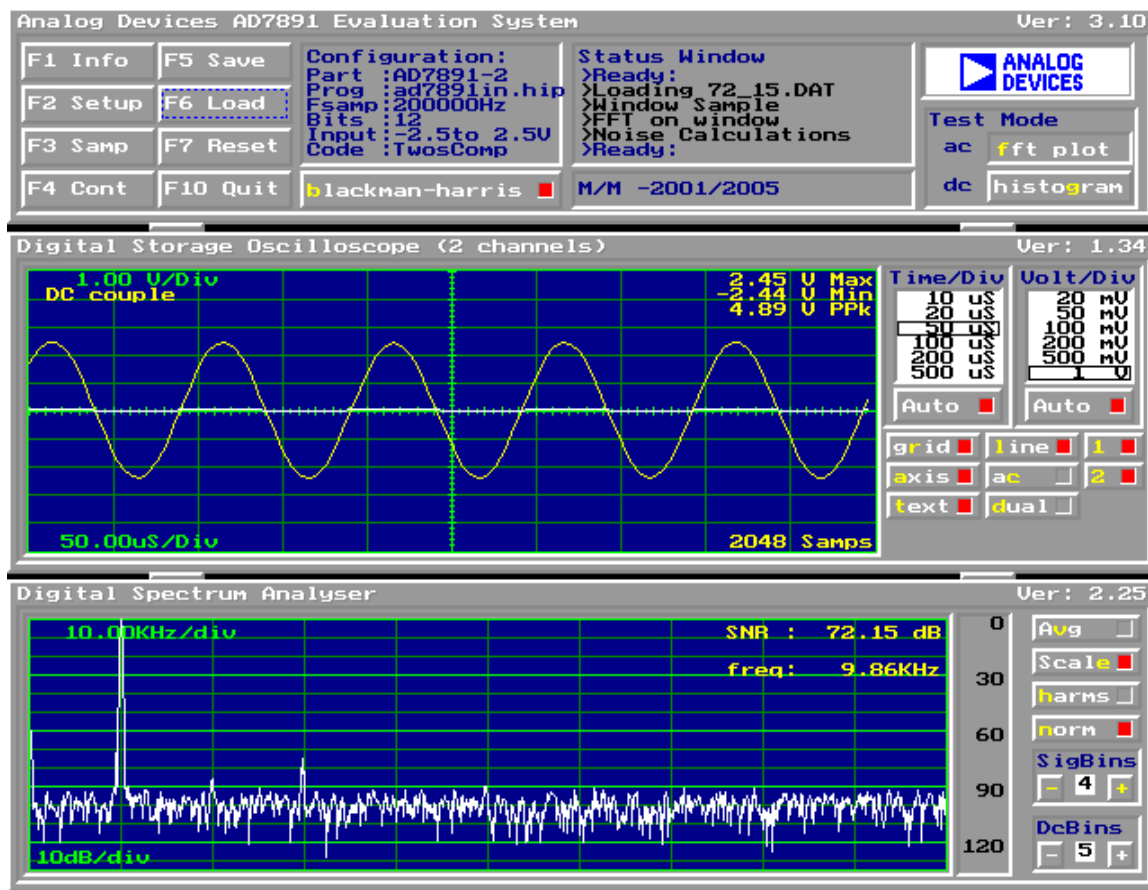 Analog Devices AD7891 Evaluation System
Ver: 3.10
F1 Info
F5 Save
F2 Setup
F6 Load
F3 Samp
F7 Reset
F4 Cont
F10 Quit
Configuration:
Part :AD7891-2
Prog :ad7891in.hip
Fsamp:200000Hz
Bits :12
Input:-2.5to 2.5V
Code :TwosComp
blackman-harris
Status Window
>Ready:
>Loading 72_15.DAT
>Window Sample
>FFT on window
>Noise Calculations
>Ready:
M/M -2001/2005
ANALOG
DEVICES
Test Mode
ac fft plot
dc histogram
Digital Storage Oscilloscope (2 channels)
Ver: 1.34
1.00 V/Div
DC couple
2.45 V Max
-2.44 V Min
4.89 V PPk
50.00uS/Div
2048 Samps
Time/Div
10 uS
20 uS
50 uS
100 uS
200 uS
500 uS
Auto
Volt/Div
20 mV
50 mV
100 mV
200 mV
500 mV
1 V
Auto
grid line 1
axis ac 2
text dual
Digital Spectrum Analyser
Ver: 2.25
10.00KHz/div
SNR : 72.15 dB
freq: 9.86KHz
10dB/div
0
30
60
90
120
Avg
Scale
harms
norm
SigBins
- 4 +
DcBins
- 5 +